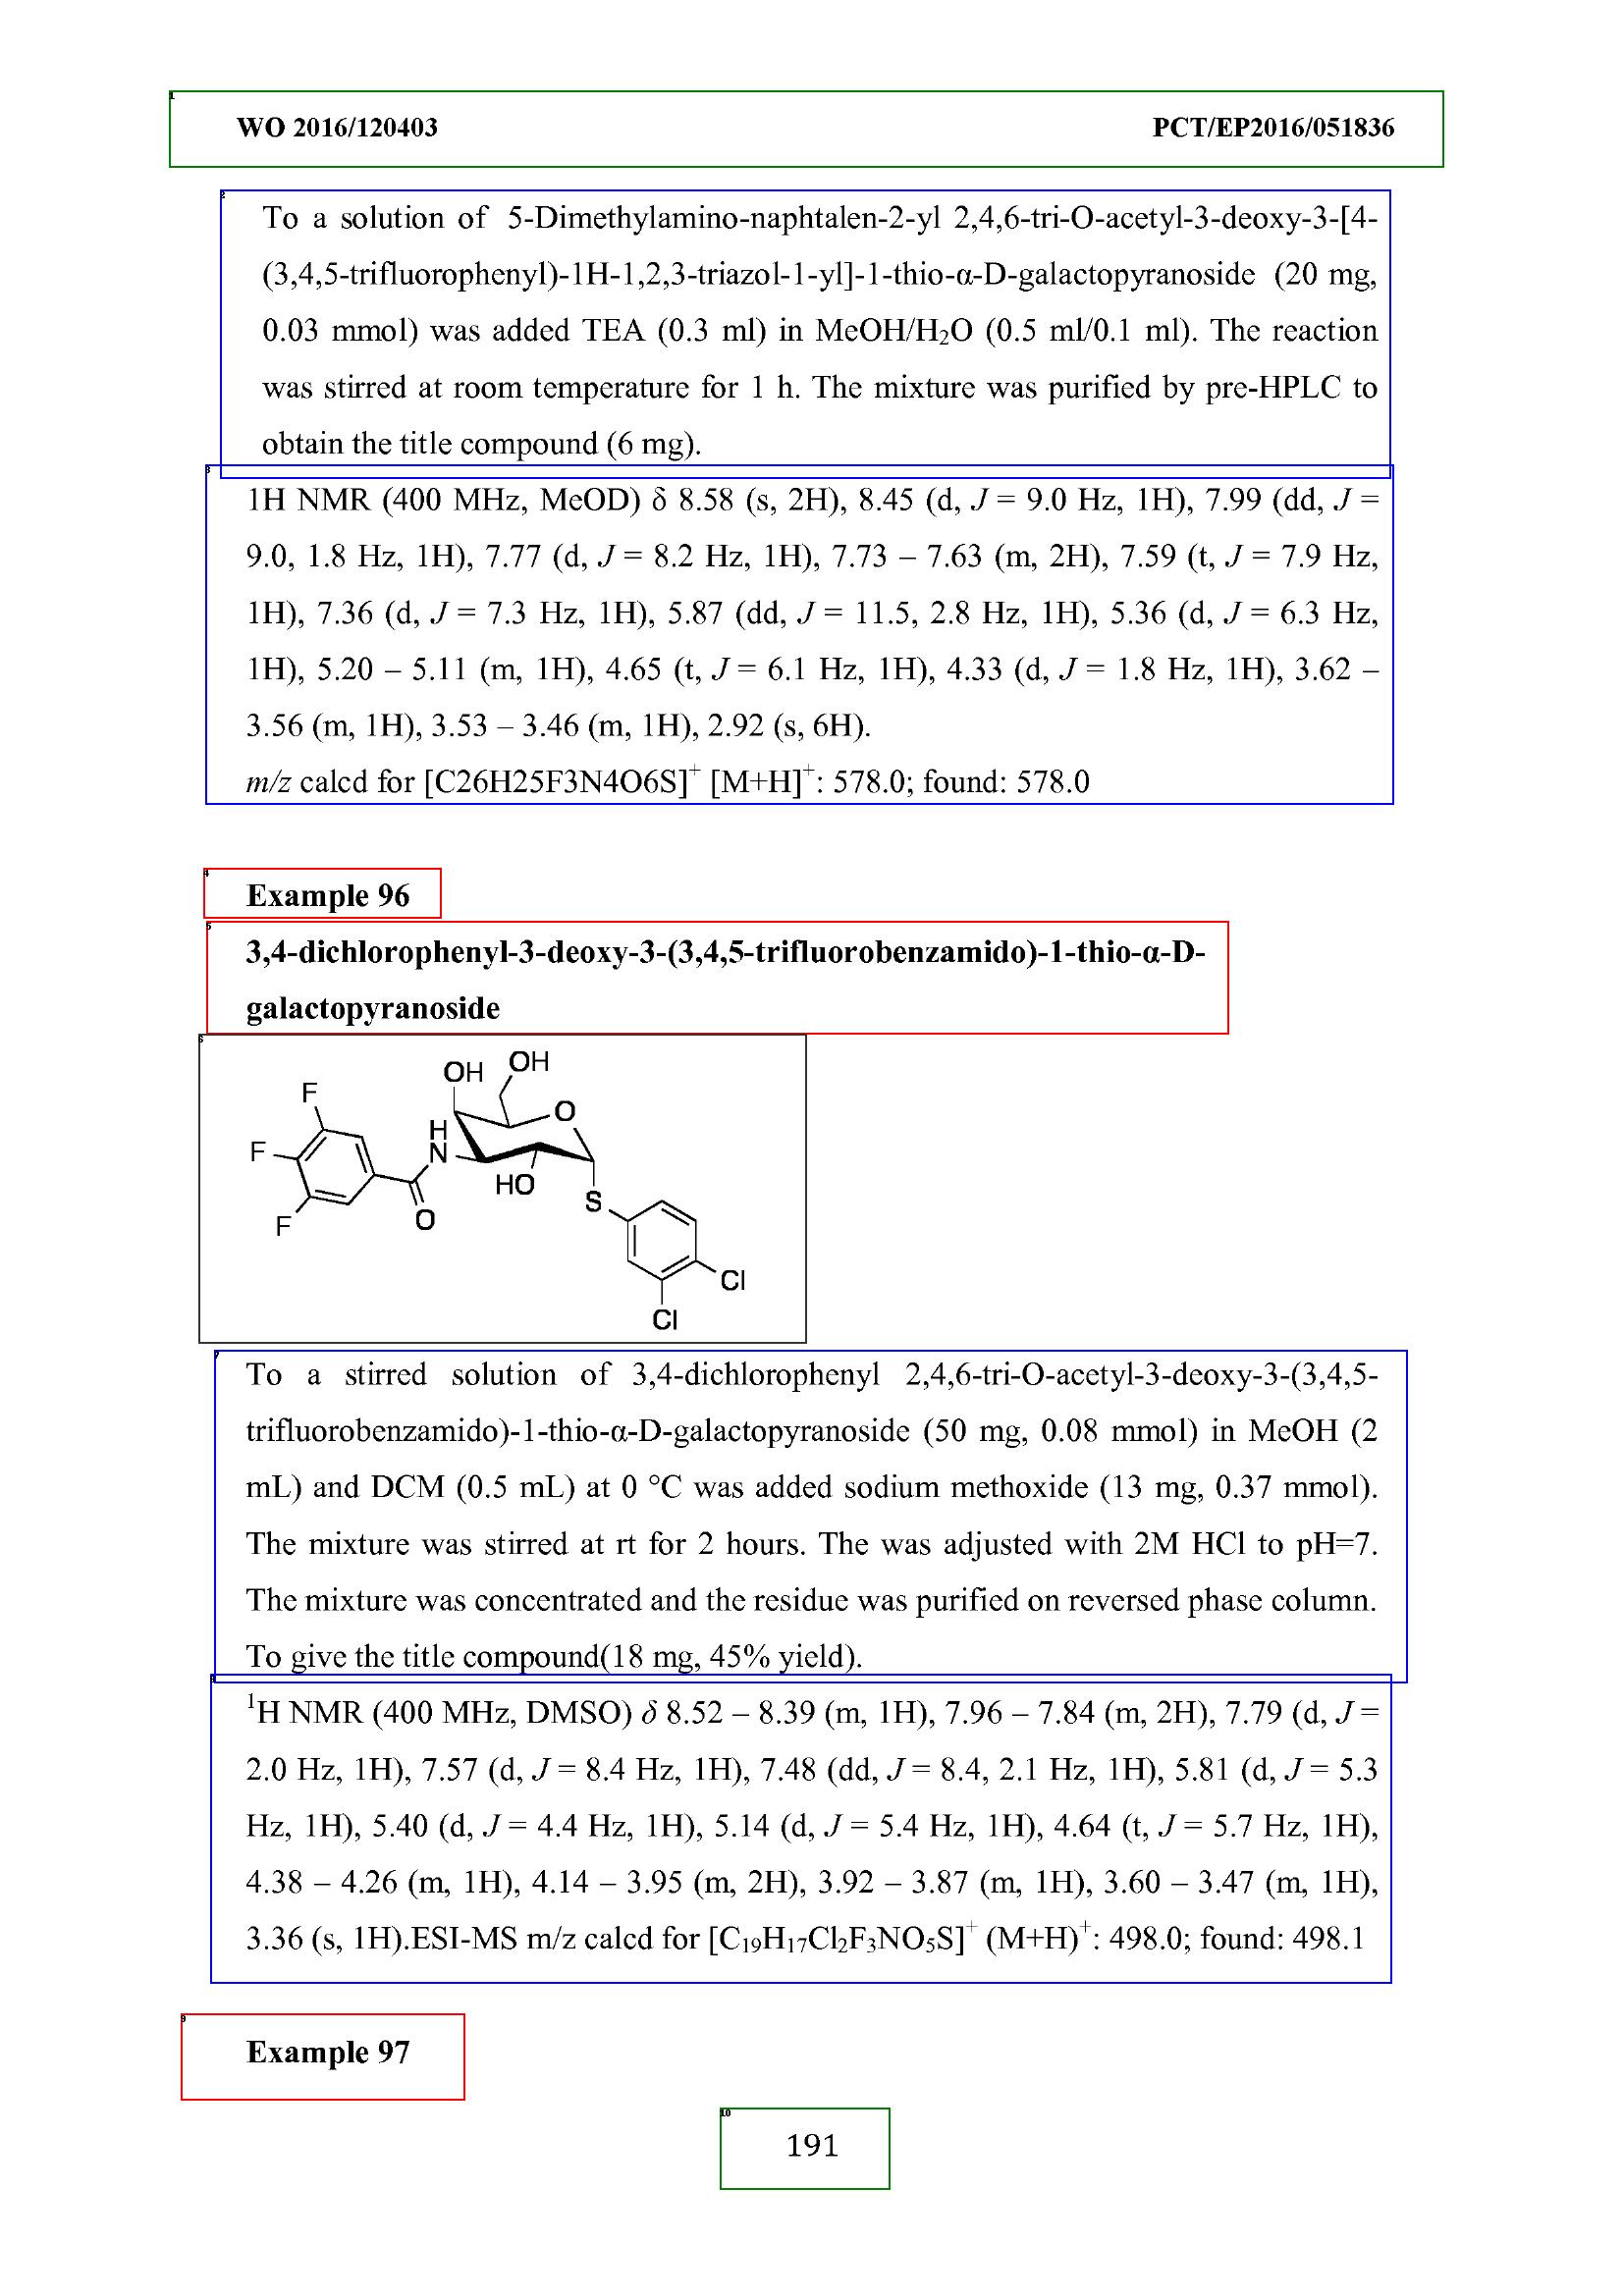 WO 2016/120403 PCT/EP2016/051836
To a solution of 5-Dimethylamino-naphtalen-2-yl 2,4,6-tri-O-acetyl-3-deoxy-3-[4-
(3,4,5-trifluorophenyl)-1H-1,2,3-triazol-1-yl]-1-thio-α-D-galactopyranoside (20 mg,
0.03 mmol) was added TEA (0.3 ml) in MeOH/H₂O (0.5 ml/0.1 ml). The reaction
was stirred at room temperature for 1 h. The mixture was purified by pre-HPLC to
obtain the title compound (6 mg).
1H NMR (400 MHz, MeOD) δ 8.58 (s, 2H), 8.45 (d, J = 9.0 Hz, 1H), 7.99 (dd, J =
9.0, 1.8 Hz, 1H), 7.77 (d, J = 8.2 Hz, 1H), 7.73 – 7.63 (m, 2H), 7.59 (t, J = 7.9 Hz,
1H), 7.36 (d, J = 7.3 Hz, 1H), 5.87 (dd, J = 11.5, 2.8 Hz, 1H), 5.36 (d, J = 6.3 Hz,
1H), 5.20 – 5.11 (m, 1H), 4.65 (t, J = 6.1 Hz, 1H), 4.33 (d, J = 1.8 Hz, 1H), 3.62 –
3.56 (m, 1H), 3.53 – 3.46 (m, 1H), 2.92 (s, 6H).
m/z calcd for [C26H25F3N4O6S]⁺ [M+H]⁺: 578.0; found: 578.0
Example 96
3,4-dichlorophenyl-3-deoxy-3-(3,4,5-trifluorobenzamido)-1-thio-α-D-
galactopyranoside
OH OH
F O
F H
N
HO
F O S
Cl
Cl
To a stirred solution of 3,4-dichlorophenyl 2,4,6-tri-O-acetyl-3-deoxy-3-(3,4,5-
trifluorobenzamido)-1-thio-α-D-galactopyranoside (50 mg, 0.08 mmol) in MeOH (2
mL) and DCM (0.5 mL) at 0 °C was added sodium methoxide (13 mg, 0.37 mmol).
The mixture was stirred at rt for 2 hours. The was adjusted with 2M HCl to pH=7.
The mixture was concentrated and the residue was purified on reversed phase column.
To give the title compound(18 mg, 45% yield).
¹H NMR (400 MHz, DMSO) δ 8.52 – 8.39 (m, 1H), 7.96 – 7.84 (m, 2H), 7.79 (d, J =
2.0 Hz, 1H), 7.57 (d, J = 8.4 Hz, 1H), 7.48 (dd, J = 8.4, 2.1 Hz, 1H), 5.81 (d, J = 5.3
Hz, 1H), 5.40 (d, J = 4.4 Hz, 1H), 5.14 (d, J = 5.4 Hz, 1H), 4.64 (t, J = 5.7 Hz, 1H),
4.38 – 4.26 (m, 1H), 4.14 – 3.95 (m, 2H), 3.92 – 3.87 (m, 1H), 3.60 – 3.47 (m, 1H),
3.36 (s, 1H).ESI-MS m/z calcd for [C₁₉H₁₇Cl₂F₃NO₅S]⁺ (M+H)⁺: 498.0; found: 498.1
Example 97
191